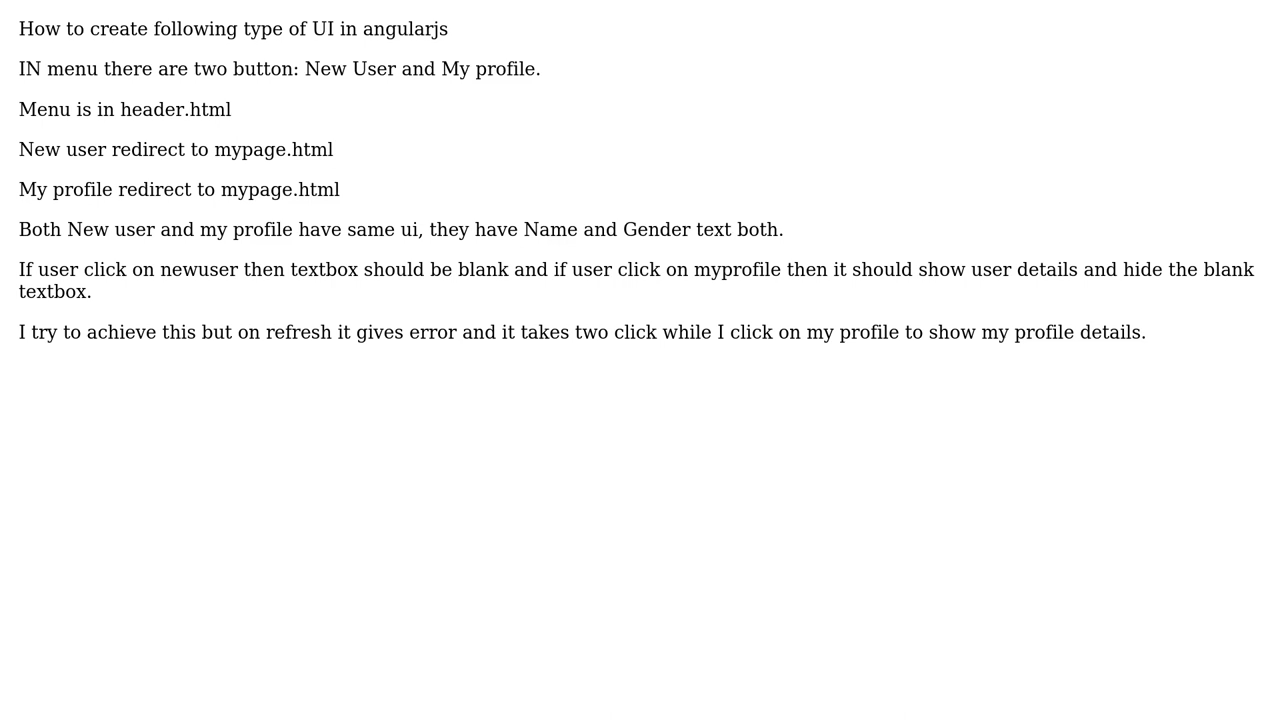 How to create following type of UI in angularjs
IN menu there are two button: New User and My profile.
Menu is in header.html
New user redirect to mypage.html
My profile redirect to mypage.html
Both New user and my profile have same ui, they have Name and Gender text both.
If user click on newuser then textbox should be blank and if user click on myprofile then it should show user details and hide the blank
textbox.
I try to achieve this but on refresh it gives error and it takes two click while I click on my profile to show my profile details.